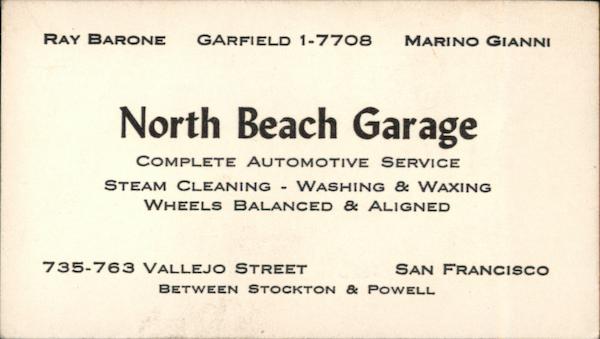 Ray Barone GArfield 1-7708 Marino Gianni
North Beach Garage
Complete Automotive Service
Steam Cleaning - Washing & Waxing
Wheels Balanced & Aligned
735-763 Vallejo Street San Francisco
Between Stockton & Powell